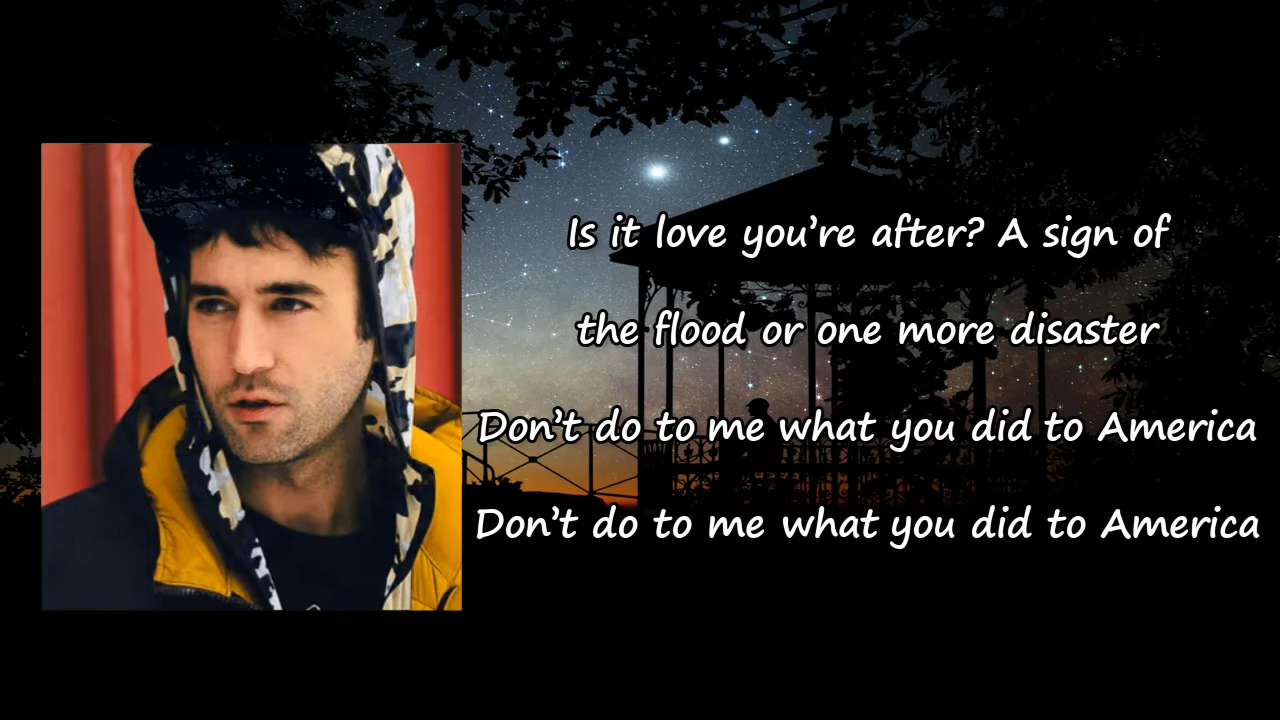 Is it love you’re after? A sign of
the flood or one more disaster
Don’t do to me what you did to America
Don’t do to me what you did to America